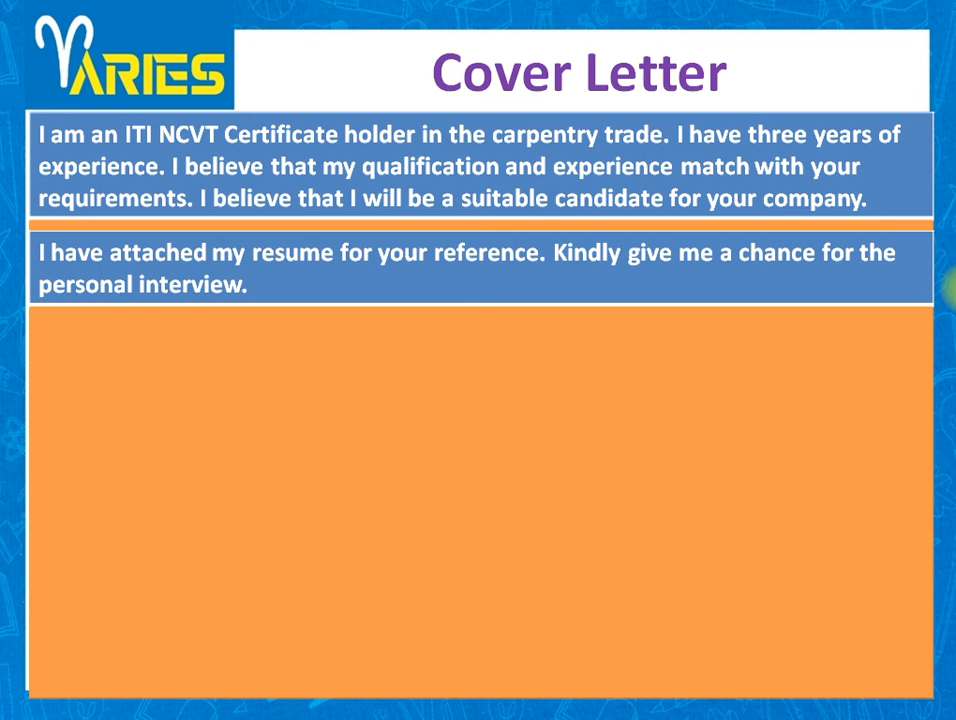 ARIES
Cover Letter
I am an ITI NCVT Certificate holder in the carpentry trade. I have three years of
experience. I believe that my qualification and experience match with your
requirements. I believe that I will be a suitable candidate for your company.
I have attached my resume for your reference. Kindly give me a chance for the
personal interview.